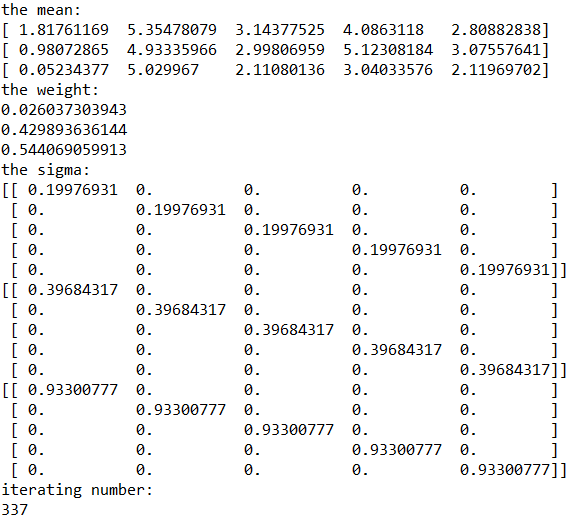 the mean:
[ 1.81761169  5.35478079  3.14377525  4.0863118   2.80882838]
[ 0.98072865  4.93335966  2.99806959  5.12308184  3.07557641]
[ 0.05234377  5.029967    2.11080136  3.04033576  2.11969702]
the weight:
0.026037303943
0.429893636144
0.544069059913
the sigma:
[[ 0.19976931  0.          0.          0.          0.        ]
 [ 0.          0.19976931  0.          0.          0.        ]
 [ 0.          0.          0.19976931  0.          0.        ]
 [ 0.          0.          0.          0.19976931  0.        ]
 [ 0.          0.          0.          0.          0.19976931]]
[[ 0.39684317  0.          0.          0.          0.        ]
 [ 0.          0.39684317  0.          0.          0.        ]
 [ 0.          0.          0.39684317  0.          0.        ]
 [ 0.          0.          0.          0.39684317  0.        ]
 [ 0.          0.          0.          0.          0.39684317]]
[[ 0.93300777  0.          0.          0.          0.        ]
 [ 0.          0.93300777  0.          0.          0.        ]
 [ 0.          0.          0.93300777  0.          0.        ]
 [ 0.          0.          0.          0.93300777  0.        ]
 [ 0.          0.          0.          0.          0.93300777]]
iterating number:
337